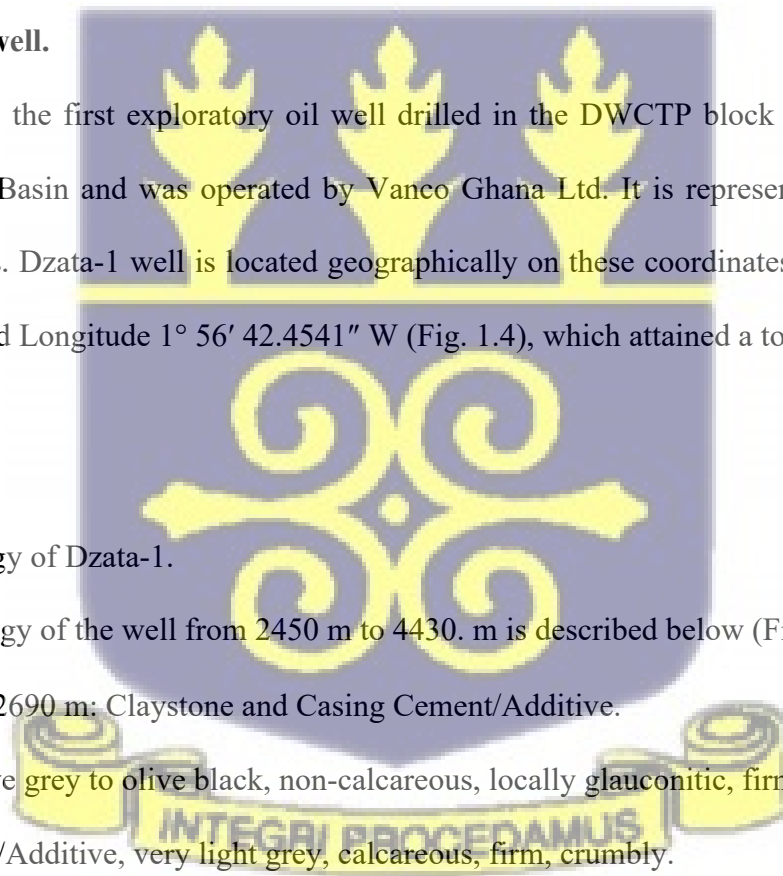 well.
the first exploratory oil well drilled in the DWCTP block
Basin and was operated by Vanco Ghana Ltd. It is represen
. Dzata-1 well is located geographically on these coordinates
d Longitude 1° 56′ 42.4541″ W (Fig. 1.4), which attained a to
gy of Dzata-1.
gy of the well from 2450 m to 4430. m is described below (Fi
2690 m: Claystone and Casing Cement/Additive.
ve grey to olive black, non-calcareous, locally glauconitic, firm
/Additive, very light grey, calcareous, firm, crumbly.
INTEGRI PROCEDAMUS